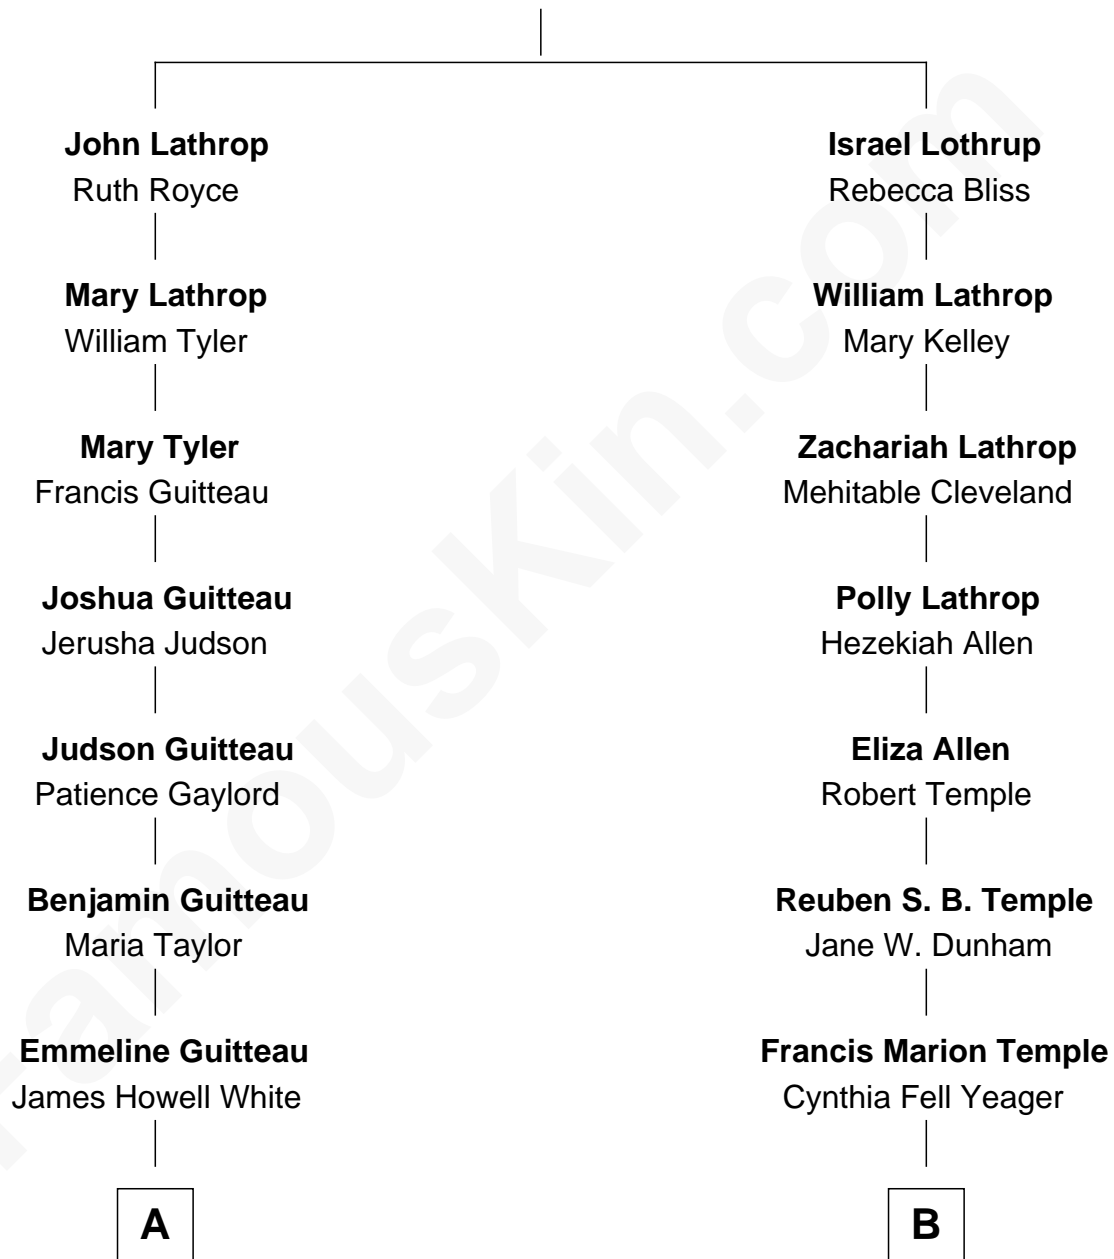 John Lathrop
Ruth Royce
Mary Lathrop
William Tyler
Mary Tyler
Francis Guitteau
Joshua Guitteau
Jerusha Judson
Judson Guitteau
Patience Gaylord
Benjamin Guitteau
Maria Taylor
Emmeline Guitteau
James Howell White
A
Israel Lothrup
Rebecca Bliss
William Lathrop
Mary Kelley
Zachariah Lathrop
Mehitable Cleveland
Polly Lathrop
Hezekiah Allen
Eliza Allen
Robert Temple
Reuben S. B. Temple
Jane W. Dunham
Francis Marion Temple
Cynthia Fell Yeager
B
FamousKin.com